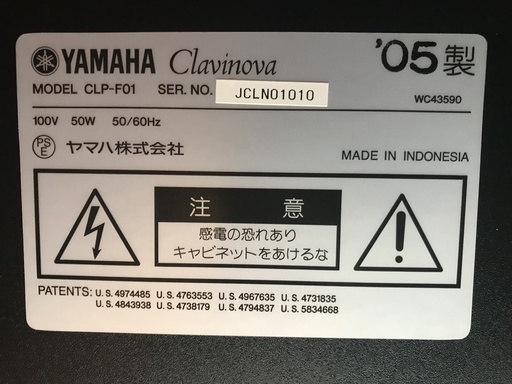 YAMAHA Clavinova '05製
MODEL CLP-F01 SER. NO. JCLN01010 WC43590
100V 50W 50/60Hz
PS E ヤマハ株式会社 MADE IN INDONESIA
注意
感電の恐れあり
キャビネットをあけるな
PATENTS: U.S. 4974485 U.S. 4763553 U.S. 4967635 U.S. 4731835
U.S. 4843938 U.S. 4738179 U.S. 4794837 U.S. 5834668